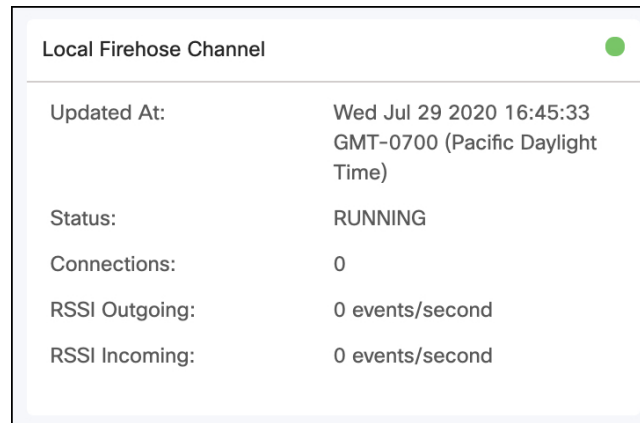 Local Firehose Channel
Updated At: Wed Jul 29 2020 16:45:33
GMT-0700 (Pacific Daylight
Time)
Status: RUNNING
Connections: 0
RSSI Outgoing: 0 events/second
RSSI Incoming: 0 events/second